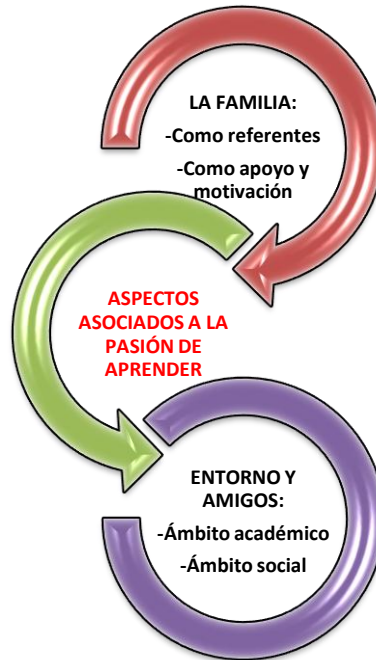 LA FAMILIA:
-Como referentes
-Como apoyo y
motivación
ASPECTOS
ASOCIADOS A LA
PASIÓN DE
APRENDER
ENTORNO Y
AMIGOS:
-Ámbito académico
-Ámbito social